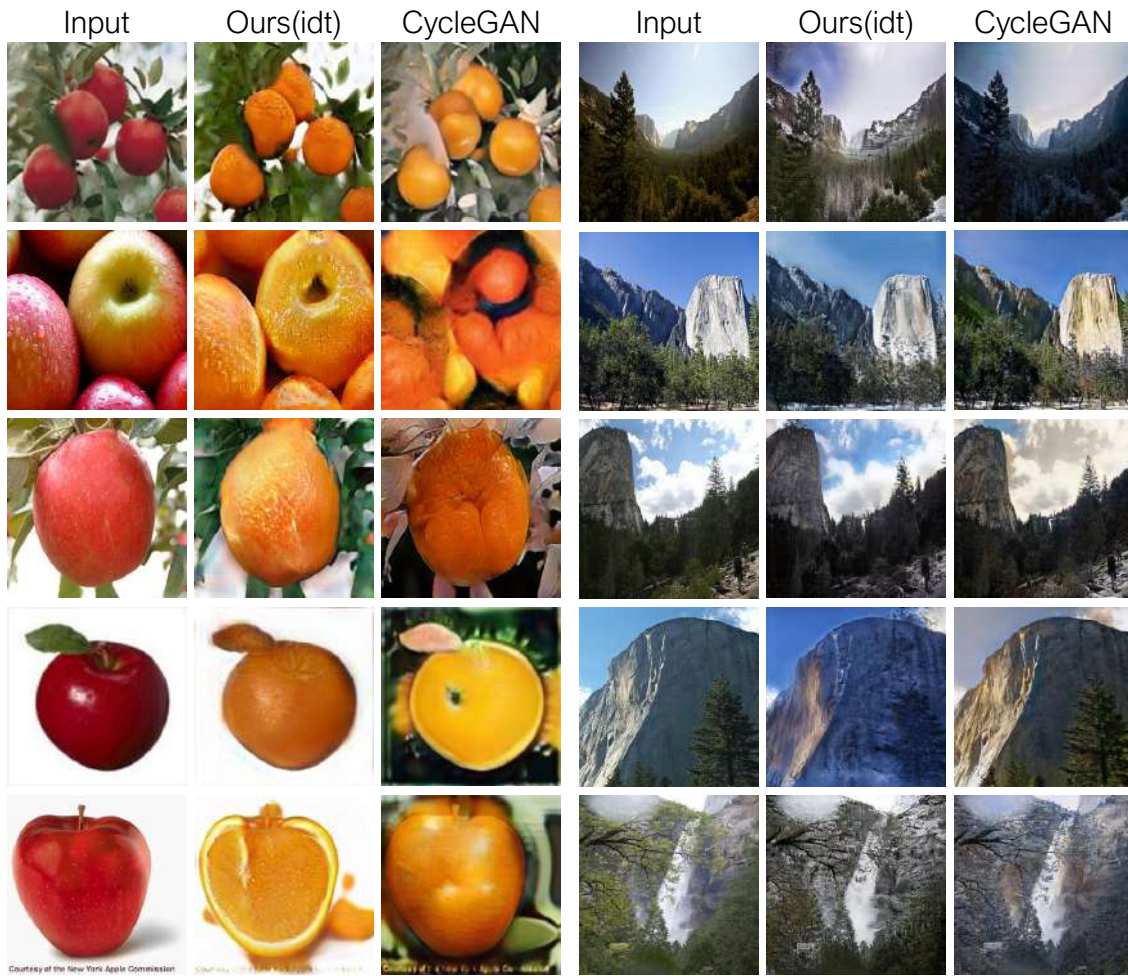 Input Ours(idt) CycleGAN Input Ours(idt) CycleGAN
Courtesy of the New York Apple Commission